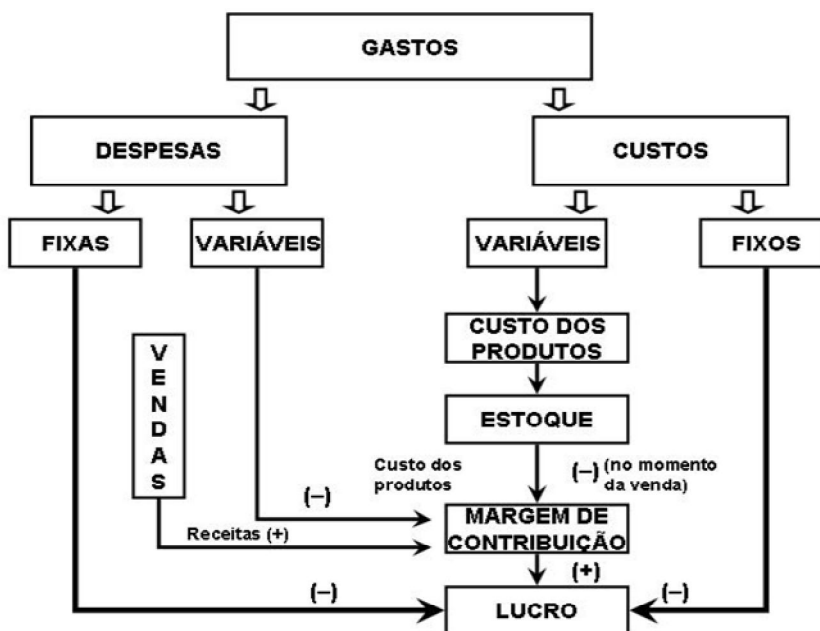 GASTOS
DESPESAS
CUSTOS
FIXAS
VARIÁVEIS
VARIÁVEIS
FIXOS
CUSTO DOS
PRODUTOS
VENDAS
ESTOQUE
Custo dos
produtos
(–)
(no momento
da venda)
(–)
Receitas (+)
MARGEM DE
CONTRIBUIÇÃO
(+)
(–)
LUCRO
(–)